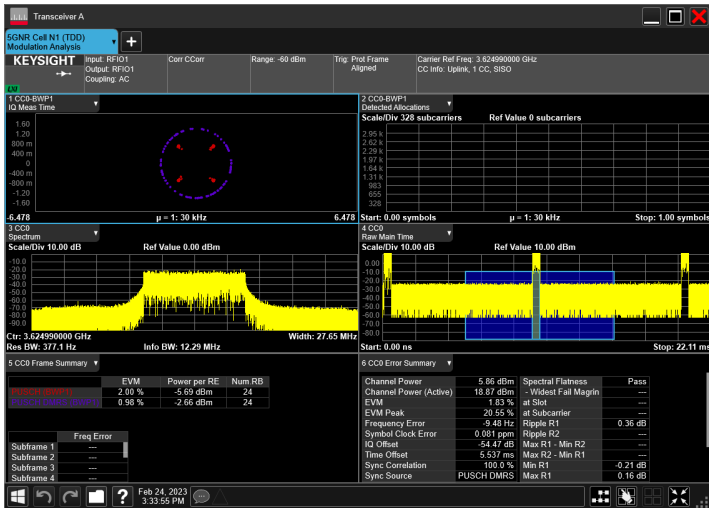 Transceiver A
5GNR Cell N1 (TDD)
Modulation Analysis
KEYSIGHT
Input: RFIO1
Output: RFIO1
Coupling: AC
Corr CCorr
Range: -60 dBm
Trig: Prot Frame
Aligned
Carrier Ref Freq: 3.624990000 GHz
CC Info: Uplink, 1 CC, SISO
LXI
1 CC0-BWP1
IQ Meas Time
1.60
1.20
800 m
400 m
0
-400 m
-800 m
-1.20
-1.60
-6.478
µ = 1: 30 kHz
6.478
2 CC0-BWP1
Detected Allocations
Scale/Div 328 subcarriers
Ref Value 0 subcarriers
2.95 k
2.62 k
2.29 k
1.97 k
1.64 k
1.31 k
983
655
328
Start: 0.00 symbols
µ = 1: 30 kHz
Stop: 1.00 symbols
3 CC0
Spectrum
Scale/Div 10.00 dB
Ref Value 0.00 dBm
-10.0
-20.0
-30.0
-40.0
-50.0
-60.0
-70.0
-80.0
-90.0
Ctr: 3.624990000 GHz
Width: 27.65 MHz
Res BW: 377.1 Hz
Info BW: 12.29 MHz
4 CC0
Raw Main Time
Scale/Div 10.00 dB
Ref Value 10.00 dBm
0.00
-10.0
-20.0
-30.0
-40.0
-50.0
-60.0
-70.0
-80.0
Start: 0.00 ns
Stop: 22.11 ms
5 CC0 Frame Summary
EVM Power per RE Num.RB
2.00 % -5.69 dBm 24
0.98 % -2.66 dBm 24
Freq Error
Subframe 1 ---
Subframe 2 ---
Subframe 3 ---
Subframe 4 ---
6 CC0 Error Summary
Channel Power 5.86 dBm Spectral Flatness Pass
Channel Power (Active) 18.87 dBm - Widest Fail Magrin ---
EVM 1.83 % at Slot ---
EVM Peak 20.55 % at Subcarrier ---
Frequency Error -9.48 Hz Ripple R1 0.36 dB
Symbol Clock Error 0.081 ppm Ripple R2 ---
IQ Offset -54.47 dB Max R1 - Min R2 ---
Time Offset 5.537 ms Max R2 - Min R1 ---
Sync Correlation 100.0 % Min R1 -0.21 dB
Sync Source PUSCH DMRS Max R1 0.16 dB
Feb 24, 2023
3:33:55 PM